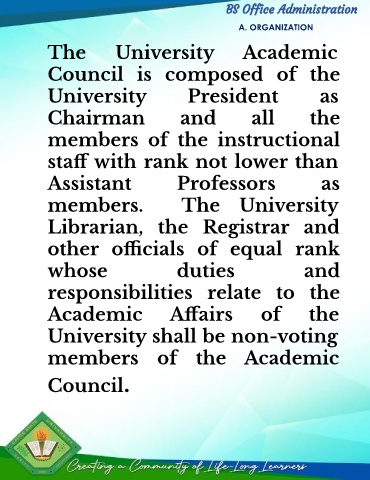 BS Office Administration
A. ORGANIZATION
The University Academic
Council is composed of the
University President as
Chairman and all the
members of the instructional
staff with rank not lower than
Assistant Professors as
members. The University
Librarian, the Registrar and
other officials of equal rank
whose duties and
responsibilities relate to the
Academic Affairs of the
University shall be non-voting
members of the Academic
Council.
Creating a Community of Life-Long Learners